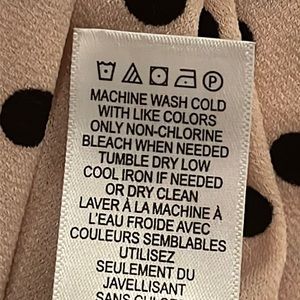 MACHINE WASH COLD
WITH LIKE COLORS
ONLY NON-CHLORINE
BLEACH WHEN NEEDED
TUMBLE DRY LOW
COOL IRON IF NEEDED
OR DRY CLEAN
LAVER À LA MACHINE À
L'EAU FROIDE AVEC
COULEURS SEMBLABLES
UTILISEZ
SEULEMENT DU
JAVELLISANT
SANS